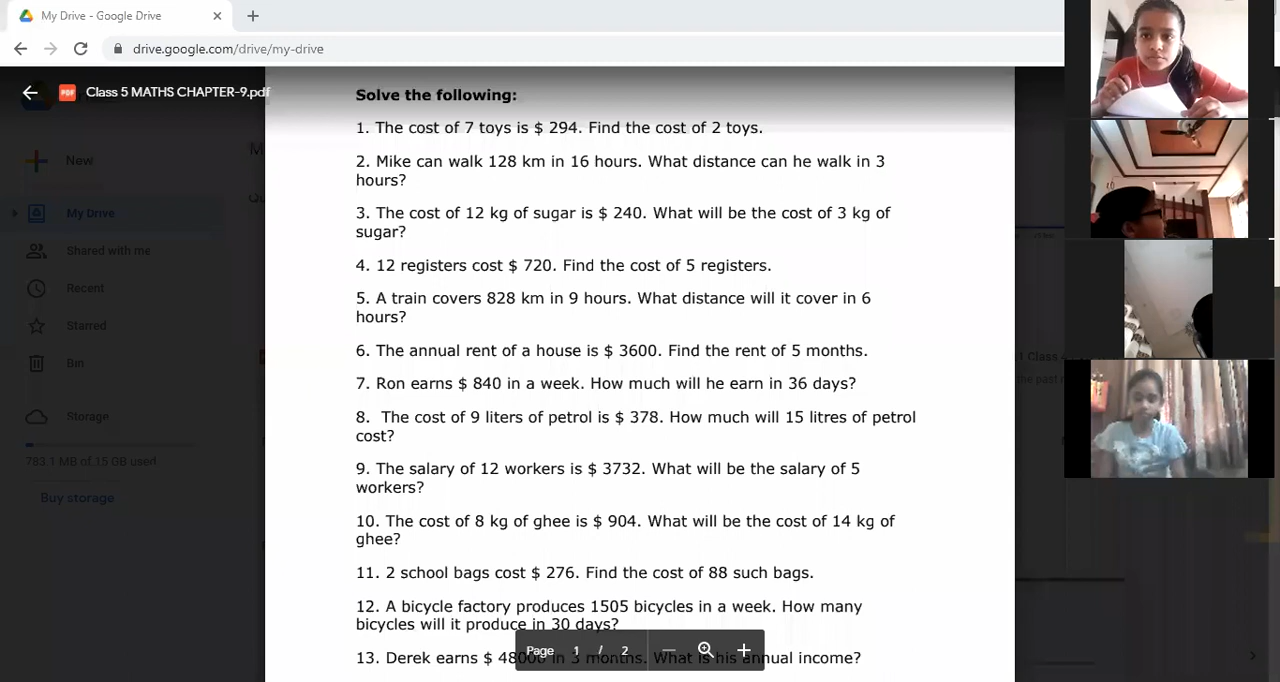 My Drive - Google Drive
drive.google.com/drive/my-drive
PDF Class 5 MATHS CHAPTER-9.pdf
Solve the following:
1. The cost of 7 toys is $ 294. Find the cost of 2 toys.
2. Mike can walk 128 km in 16 hours. What distance can he walk in 3
hours?
3. The cost of 12 kg of sugar is $ 240. What will be the cost of 3 kg of
sugar?
4. 12 registers cost $ 720. Find the cost of 5 registers.
5. A train covers 828 km in 9 hours. What distance will it cover in 6
hours?
6. The annual rent of a house is $ 3600. Find the rent of 5 months.
7. Ron earns $ 840 in a week. How much will he earn in 36 days?
8. The cost of 9 liters of petrol is $ 378. How much will 15 litres of petrol
cost?
9. The salary of 12 workers is $ 3732. What will be the salary of 5
workers?
10. The cost of 8 kg of ghee is $ 904. What will be the cost of 14 kg of
ghee?
11. 2 school bags cost $ 276. Find the cost of 88 such bags.
12. A bicycle factory produces 1505 bicycles in a week. How many
bicycles will it produce in 30 days?
13. Derek earns $ 48000 in 3 months. What is his annual income?
Page 1 / 2
New
My Drive
Shared with me
Recent
Starred
Bin
Storage
783.1 MB of 15 GB used
Buy storage